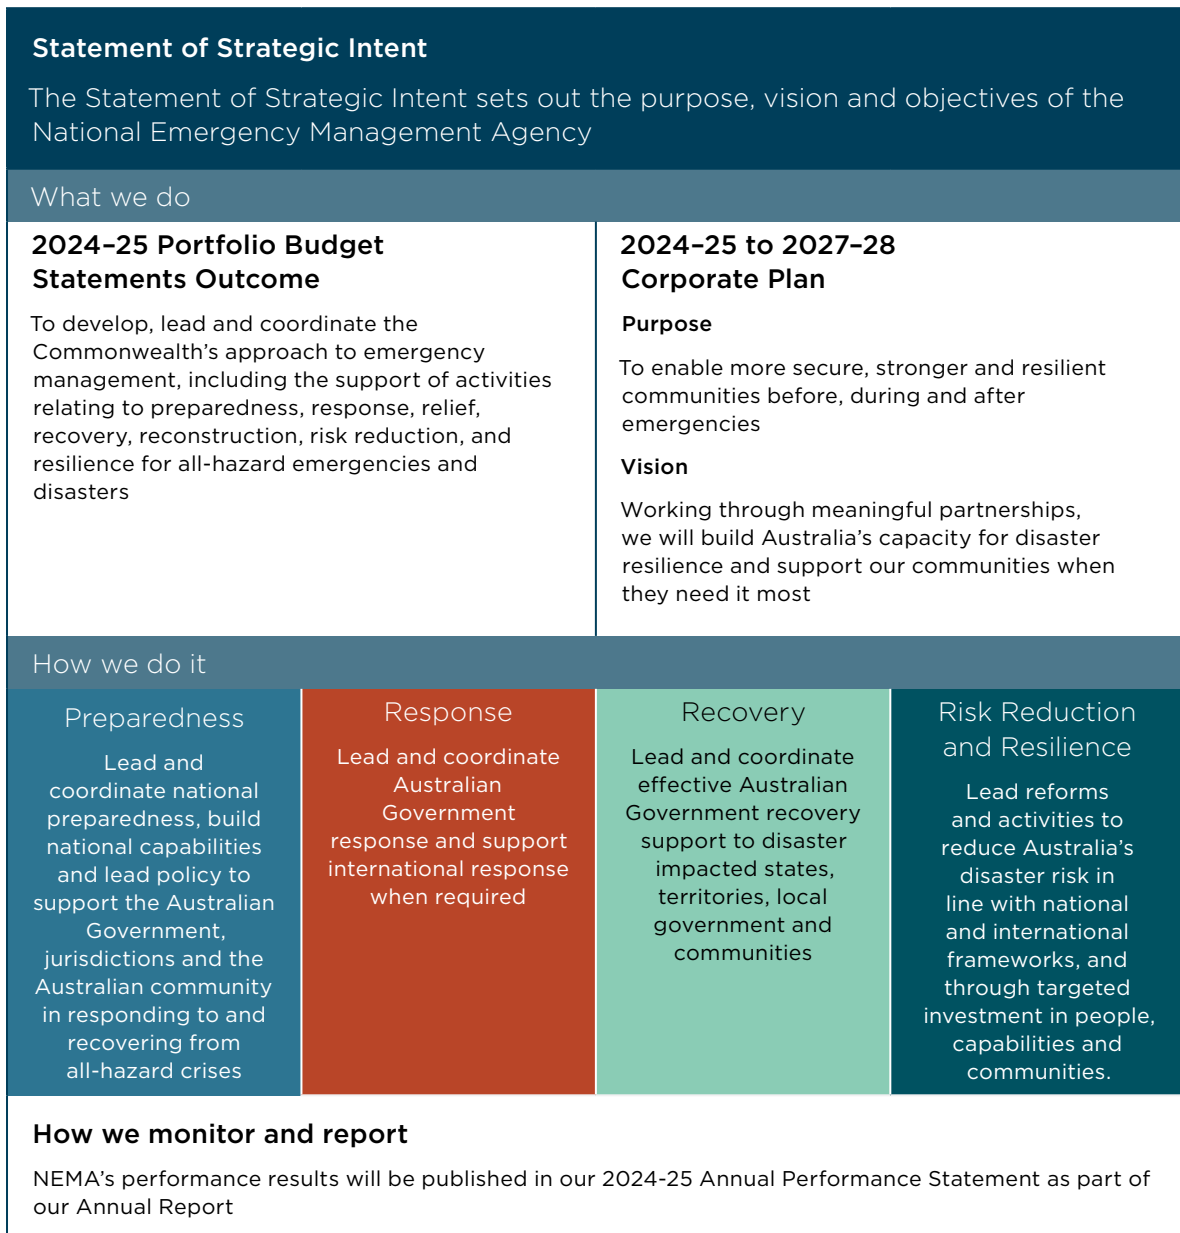 Statement of Strategic Intent
The Statement of Strategic Intent sets out the purpose, vision and objectives of the
National Emergency Management Agency
What we do
2024–25 Portfolio Budget
Statements Outcome
To develop, lead and coordinate the
Commonwealth’s approach to emergency
management, including the support of activities
relating to preparedness, response, relief,
recovery, reconstruction, risk reduction, and
resilience for all-hazard emergencies and
disasters
2024–25 to 2027–28
Corporate Plan
Purpose
To enable more secure, stronger and resilient
communities before, during and after
emergencies
Vision
Working through meaningful partnerships,
we will build Australia’s capacity for disaster
resilience and support our communities when
they need it most
How we do it
Preparedness
Lead and
coordinate national
preparedness, build
national capabilities
and lead policy to
support the Australian
Government,
jurisdictions and the
Australian community
in responding to and
recovering from
all-hazard crises
Response
Lead and coordinate
Australian
Government
response and support
international response
when required
Recovery
Lead and coordinate
effective Australian
Government recovery
support to disaster
impacted states,
territories, local
government and
communities
Risk Reduction
and Resilience
Lead reforms
and activities to
reduce Australia’s
disaster risk in
line with national
and international
frameworks, and
through targeted
investment in people,
capabilities and
communities.
How we monitor and report
NEMA’s performance results will be published in our 2024-25 Annual Performance Statement as part of
our Annual Report